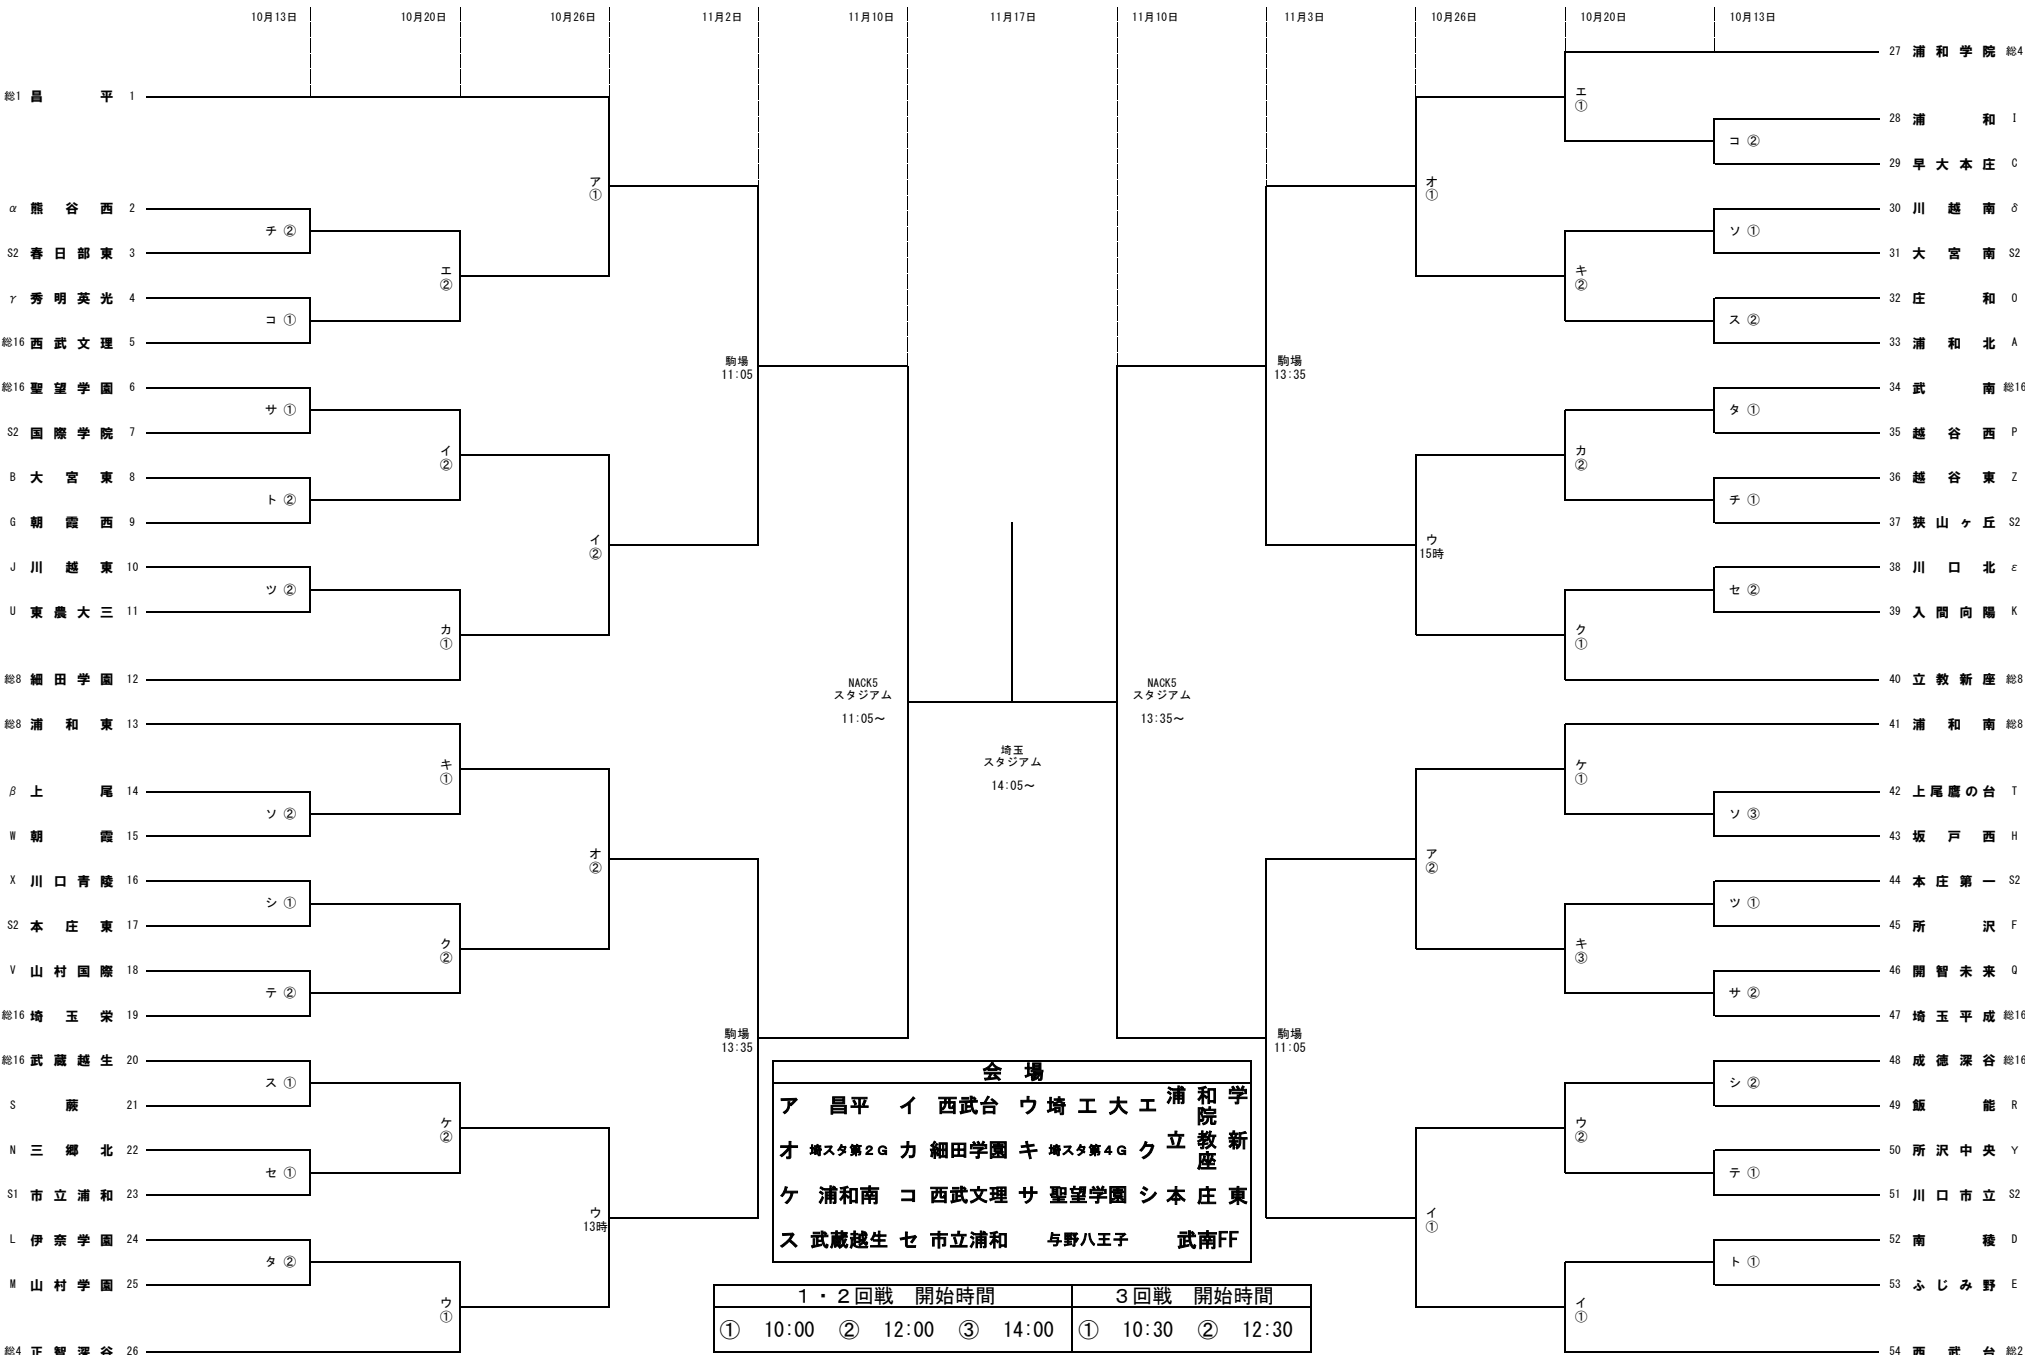 10月13日 10月20日 10月26日 11月2日 11月10日 11月17日 11月10日 11月3日 10月26日 10月20日 10月13日
総1 昌平 1
α 熊谷西 2
チ ②
S2 春日部東 3
エ ②
γ 秀明英光 4
コ ①
総16 西武文理 5
ア ①
総16 聖望学園 6
サ ①
S2 国際学院 7
イ ②
B 大宮東 8
ト ②
G 朝霞西 9
イ ②
J 川越東 10
ツ ②
U 東農大三 11
カ ①
総8 細田学園 12
駒場
11:05
総8 浦和東 13
キ ①
β 上尾 14
ソ ②
W 朝霞 15
オ ②
X 川口青陵 16
シ ①
S2 本庄東 17
ク ②
V 山村国際 18
テ ②
総16 埼玉栄 19
総16 武蔵越生 20
ス ①
S 蕨 21
ケ ②
N 三郷北 22
セ ①
S1 市立浦和 23
ウ
13時
L 伊奈学園 24
タ ②
M 山村学園 25
ウ ①
総4 正智深谷 26
駒場
13:35
NACK5
スタジアム
11:05～
埼玉
スタジアム
14:05～
NACK5
スタジアム
13:35～
27 浦和学院 総4
エ ①
28 浦和 I
コ ②
29 早大本庄 C
オ ①
30 川越南 δ
ソ ①
31 大宮南 S2
キ ②
32 庄和 O
ス ②
33 浦和北 A
駒場
13:35
34 武南 総16
タ ①
35 越谷西 P
カ ②
36 越谷東 Z
チ ①
37 狭山ヶ丘 S2
ウ
15時
38 川口北 ε
セ ②
39 入間向陽 K
ク ①
40 立教新座 総8
41 浦和南 総8
ケ ①
42 上尾鷹の台 T
ソ ③
43 坂戸西 H
ア ②
44 本庄第一 S2
ツ ①
45 所沢 F
キ ③
46 開智未来 Q
サ ②
47 埼玉平成 総16
駒場
11:05
48 成徳深谷 総16
シ ②
49 飯能 R
ウ ②
50 所沢中央 Y
テ ①
51 川口市立 S2
イ ①
52 南稜 D
ト ①
53 ふじみ野 E
イ ①
54 西武台 総2
会場
ア 昌平 イ 西武台 ウ 埼工大 エ 浦和学院
オ 埼スタ第2G カ 細田学園 キ 埼スタ第4G ク 立教新座
ケ 浦和南 コ 西武文理 サ 聖望学園 シ 本庄東
ス 武蔵越生 セ 市立浦和 与野八王子 武南FF
1・2回戦 開始時間 3回戦 開始時間
① 10:00 ② 12:00 ③ 14:00 ① 10:30 ② 12:30